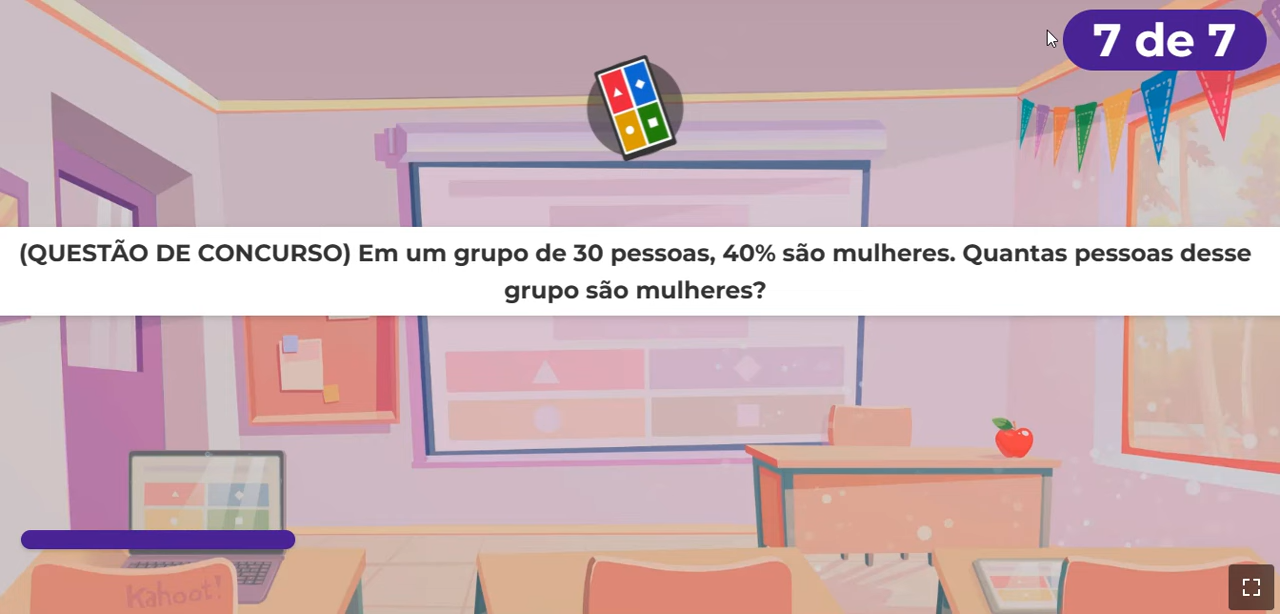 7 de 7
(QUESTÃO DE CONCURSO) Em um grupo de 30 pessoas, 40% são mulheres. Quantas pessoas desse
grupo são mulheres?
Kahoot!